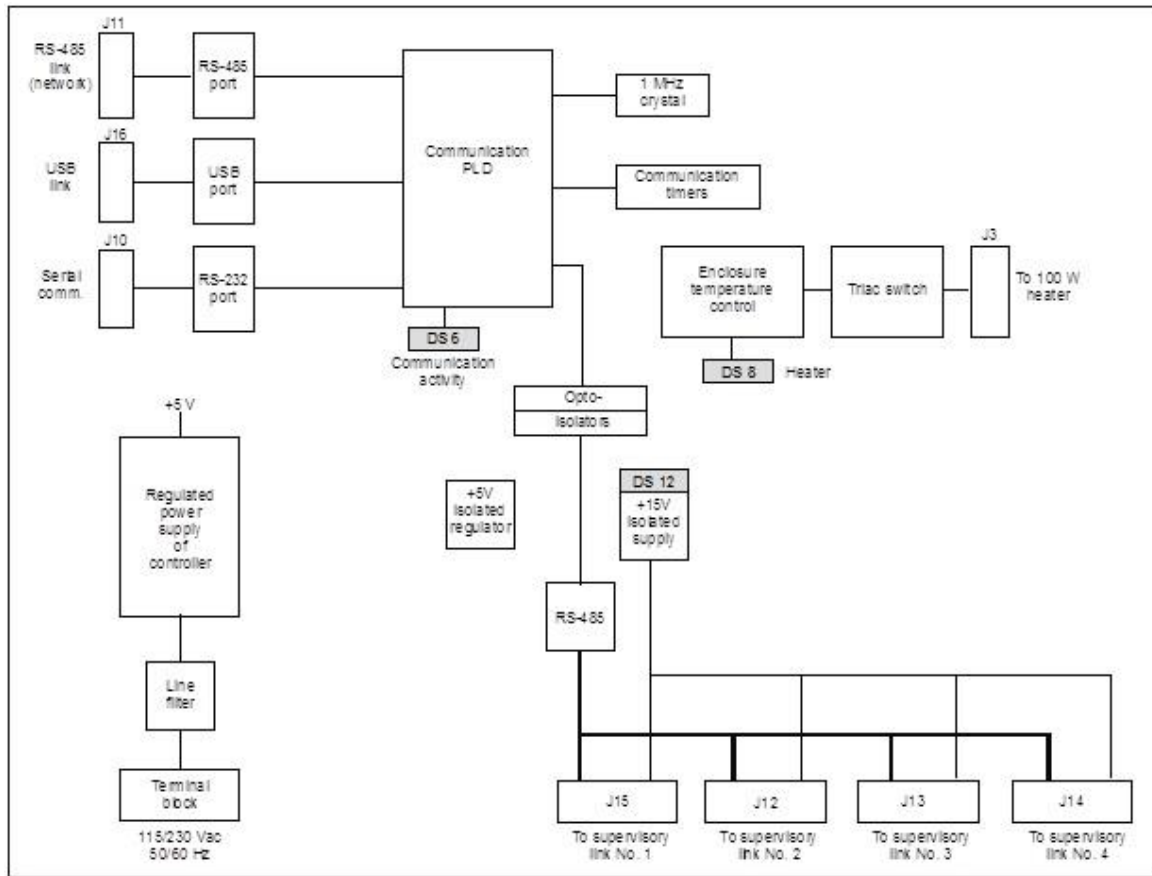 J11
RS-485
link
(network)
RS-485
port
J16
USB
link
USB
port
J10
Serial
comm.
RS-232
port
Communication
PLD
1 MHz
crystal
Communication
timers
DS 6
Communication
activity
Enclosure
temperature
control
Triac switch
J3
To 100 W
heater
DS 8
Heater
Opto-
isolators
+5 V
Regulated
power
supply
of
controller
Line
filter
Terminal
block
115/230 Vac
50/60 Hz
+5V
Isolated
regulator
DS 12
+15V
Isolated
supply
RS-485
J15
To supervisory
link No. 1
J12
To supervisory
link No. 2
J13
To supervisory
link No. 3
J14
To supervisory
link No. 4